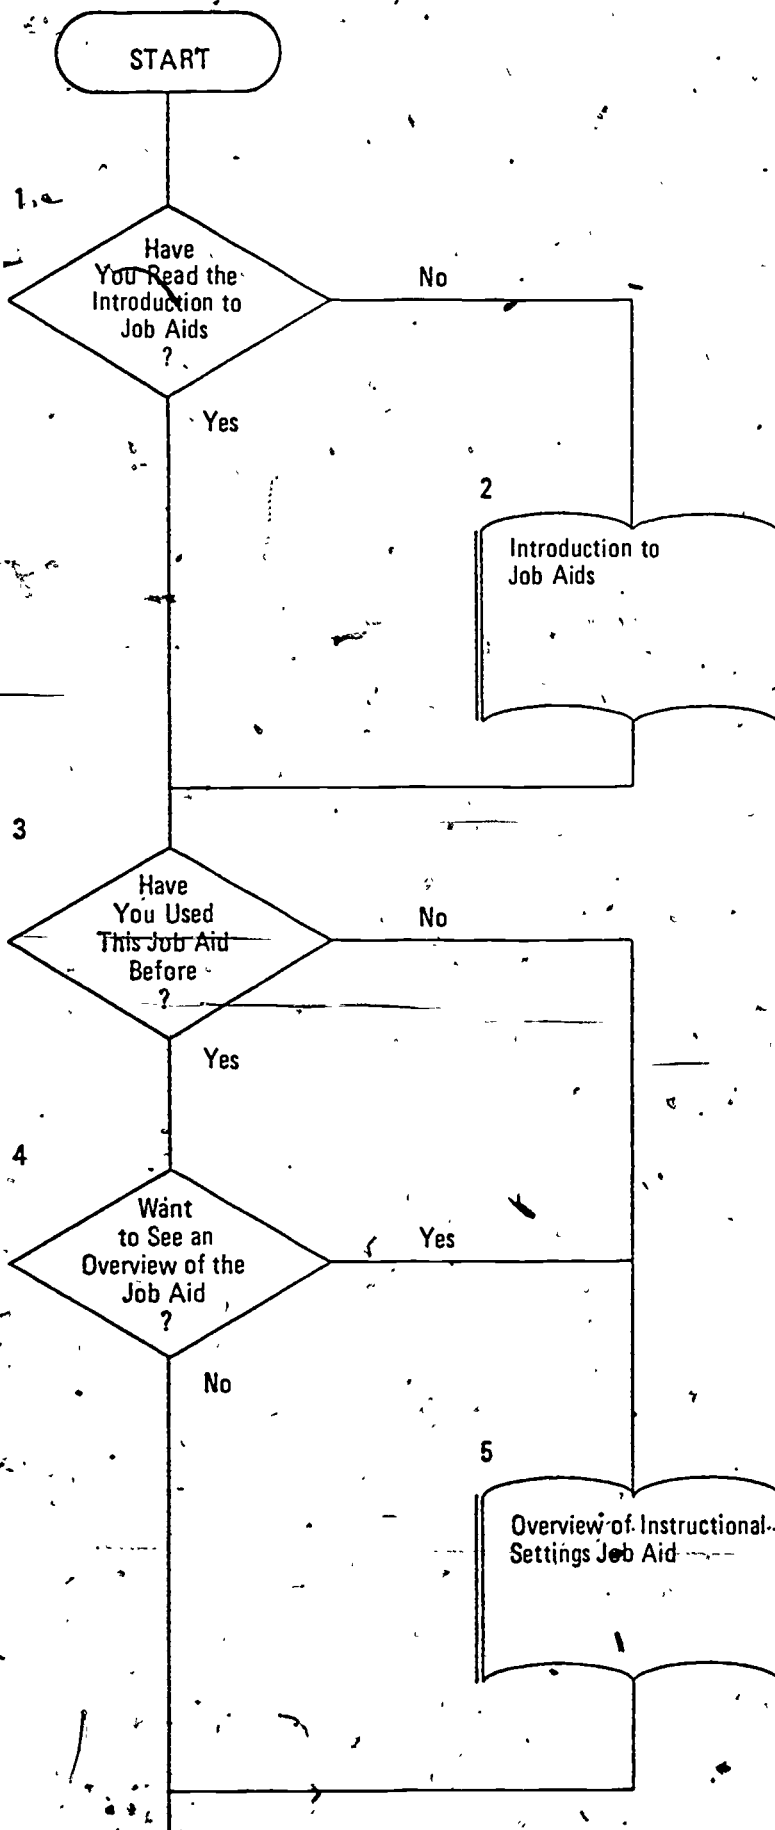 START
1
Have
You Read the
Introduction to
Job Aids
?
No
Yes
2
Introduction to
Job Aids
3
Have
You Used
This Job Aid
Before
?
No
Yes
4
Want
to See an
Overview of the
Job Aid
?
Yes
No
5
Overview of Instructional
Settings Job Aid